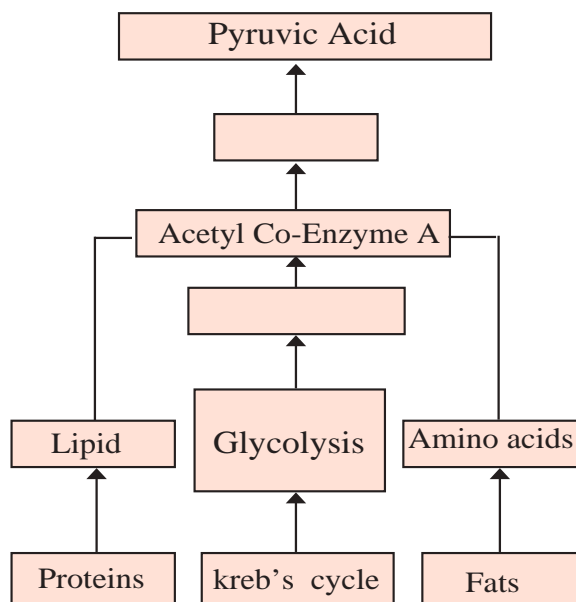 Pyruvic Acid
Acetyl Co-Enzyme A
Lipid
Glycolysis
Amino acids
Proteins
kreb's cycle
Fats